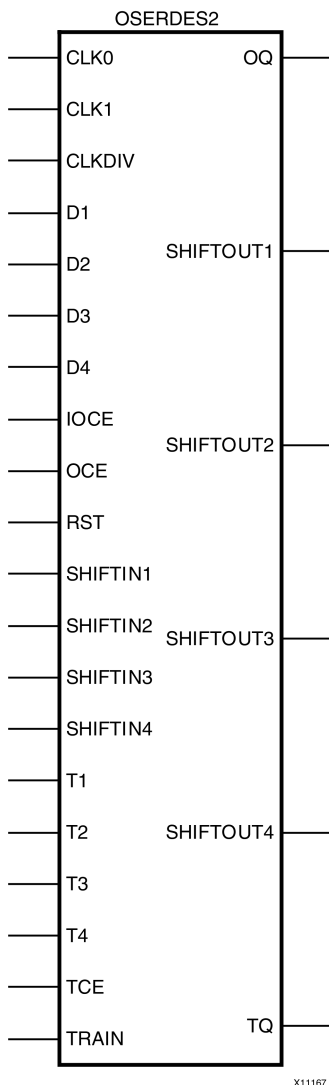 OSERDES2
CLK0
OQ
CLK1
CLKDIV
D1
SHIFTOUT1
D2
D3
D4
IOCE
SHIFTOUT2
OCE
RST
SHIFTIN1
SHIFTIN2
SHIFTOUT3
SHIFTIN3
SHIFTIN4
T1
T2
SHIFTOUT4
T3
T4
TCE
TQ
TRAIN
X11167